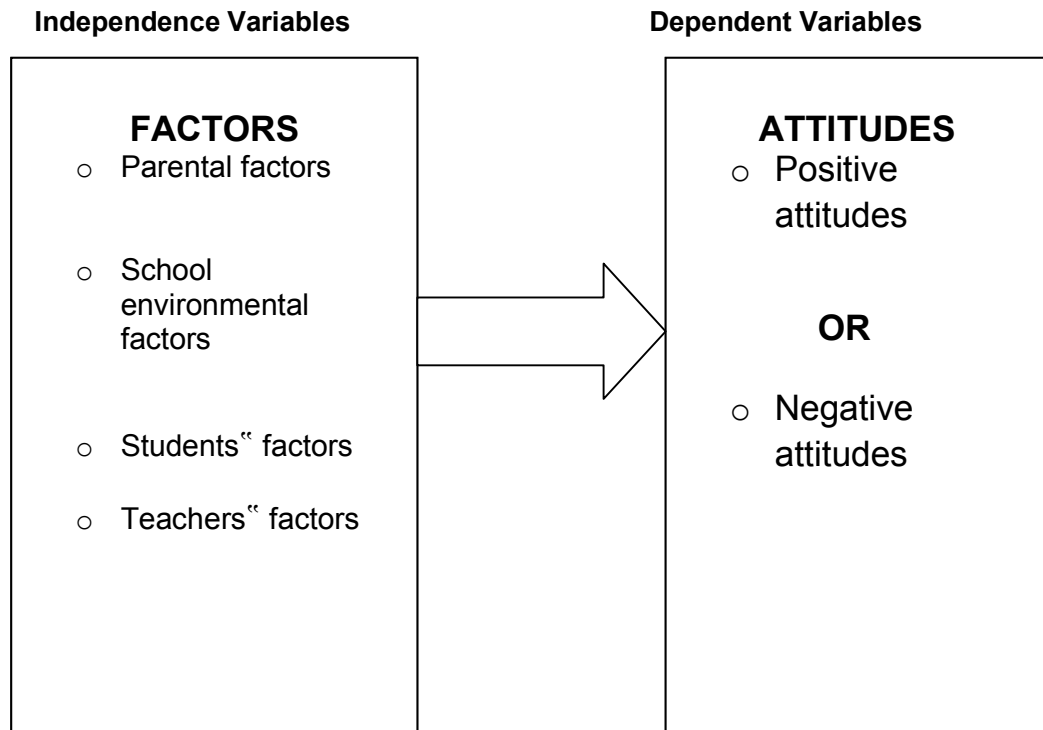 Independence Variables
Dependent Variables
FACTORS
o Parental factors
o School
environmental
factors
o Students‟ factors
o Teachers‟ factors
ATTITUDES
o Positive
attitudes
OR
o Negative
attitudes